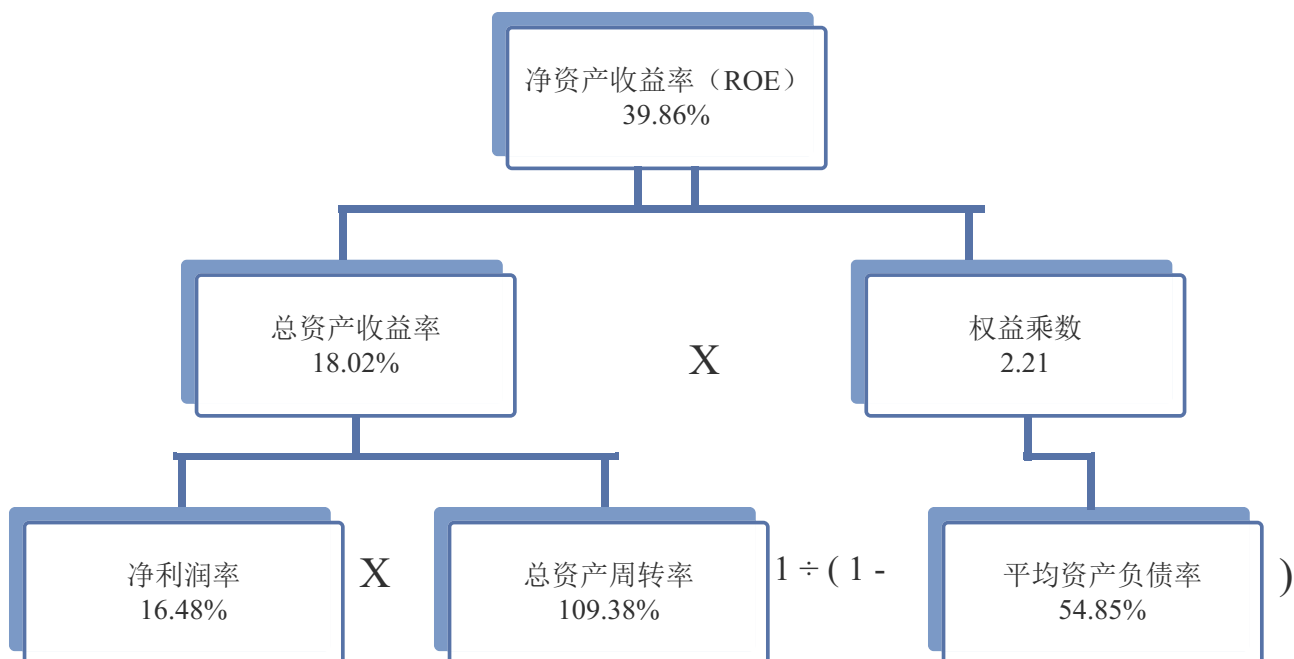 净资产收益率（ROE）
39.86%
总资产收益率
18.02%
X
权益乘数
2.21
净利润率
16.48%
X
总资产周转率
109.38%
1 ÷ ( 1 -
平均资产负债率
54.85%
)